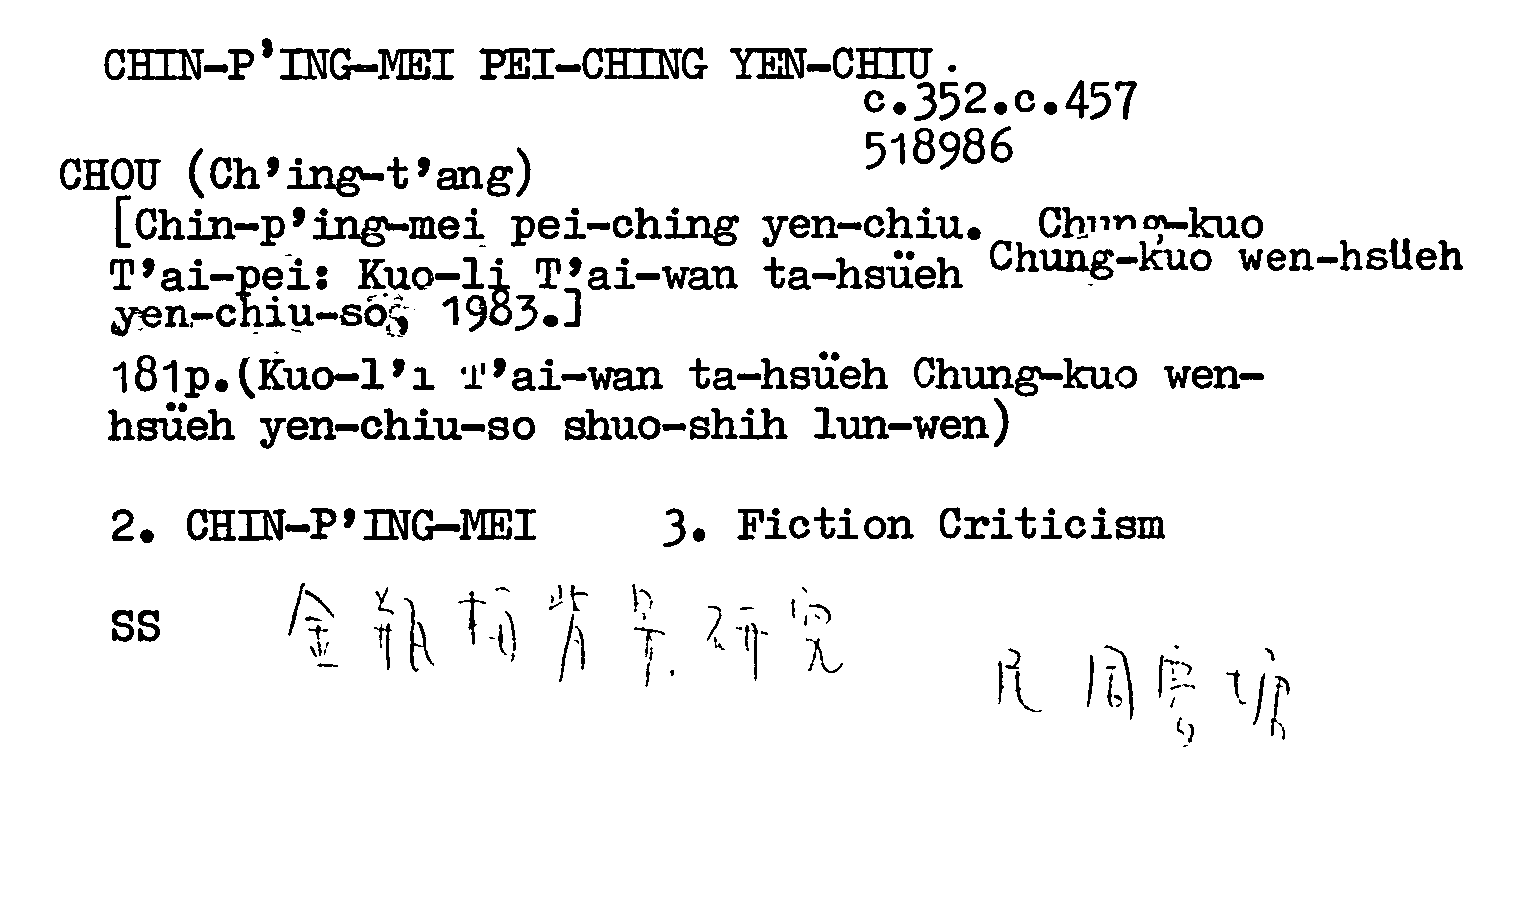 CHIN-P'ING-MEI PEI-CHING YEN-CHIU.
c.352.c.457
518986
CHOU (Ch'ing-t'ang)
[Chin-p'ing-mei pei-ching yen-chiu. Chung-kuo
T'ai-pei: Kuo-li T'ai-wan ta-hsüeh Chung-kuo wen-hsüeh
yen-chiu-so, 1983.]
181p.(Kuo-l'i T'ai-wan ta-hsüeh Chung-kuo wen-
hsüeh yen-chiu-so shuo-shih lun-wen)
2. CHIN-P'ING-MEI 3. Fiction Criticism
SS 金瓶梅背景研究
民 周慶塘